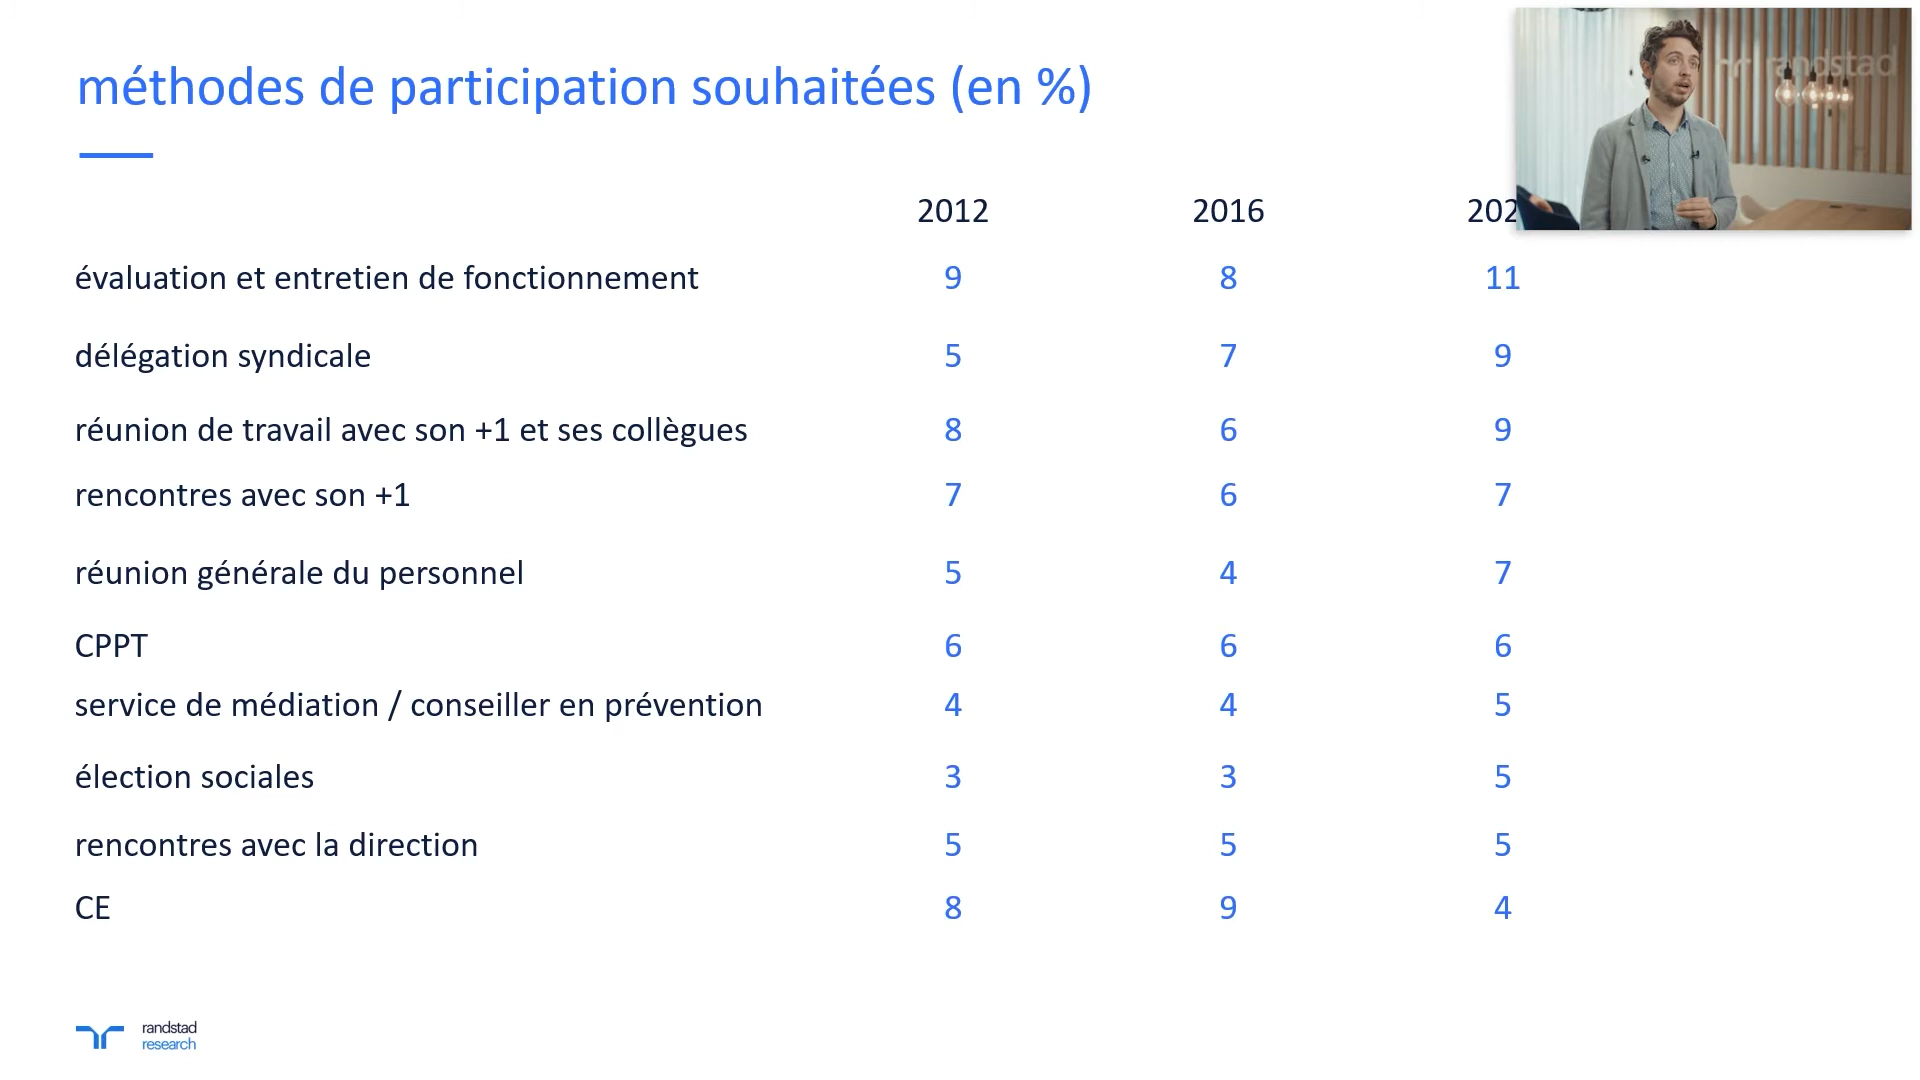 méthodes de participation souhaitées (en %)
randstad
2012 2016 202
évaluation et entretien de fonctionnement 9 8 11
délégation syndicale 5 7 9
réunion de travail avec son +1 et ses collègues 8 6 9
rencontres avec son +1 7 6 7
réunion générale du personnel 5 4 7
CPPT 6 6 6
service de médiation / conseiller en prévention 4 4 5
élection sociales 3 3 5
rencontres avec la direction 5 5 5
CE 8 9 4
randstad
research